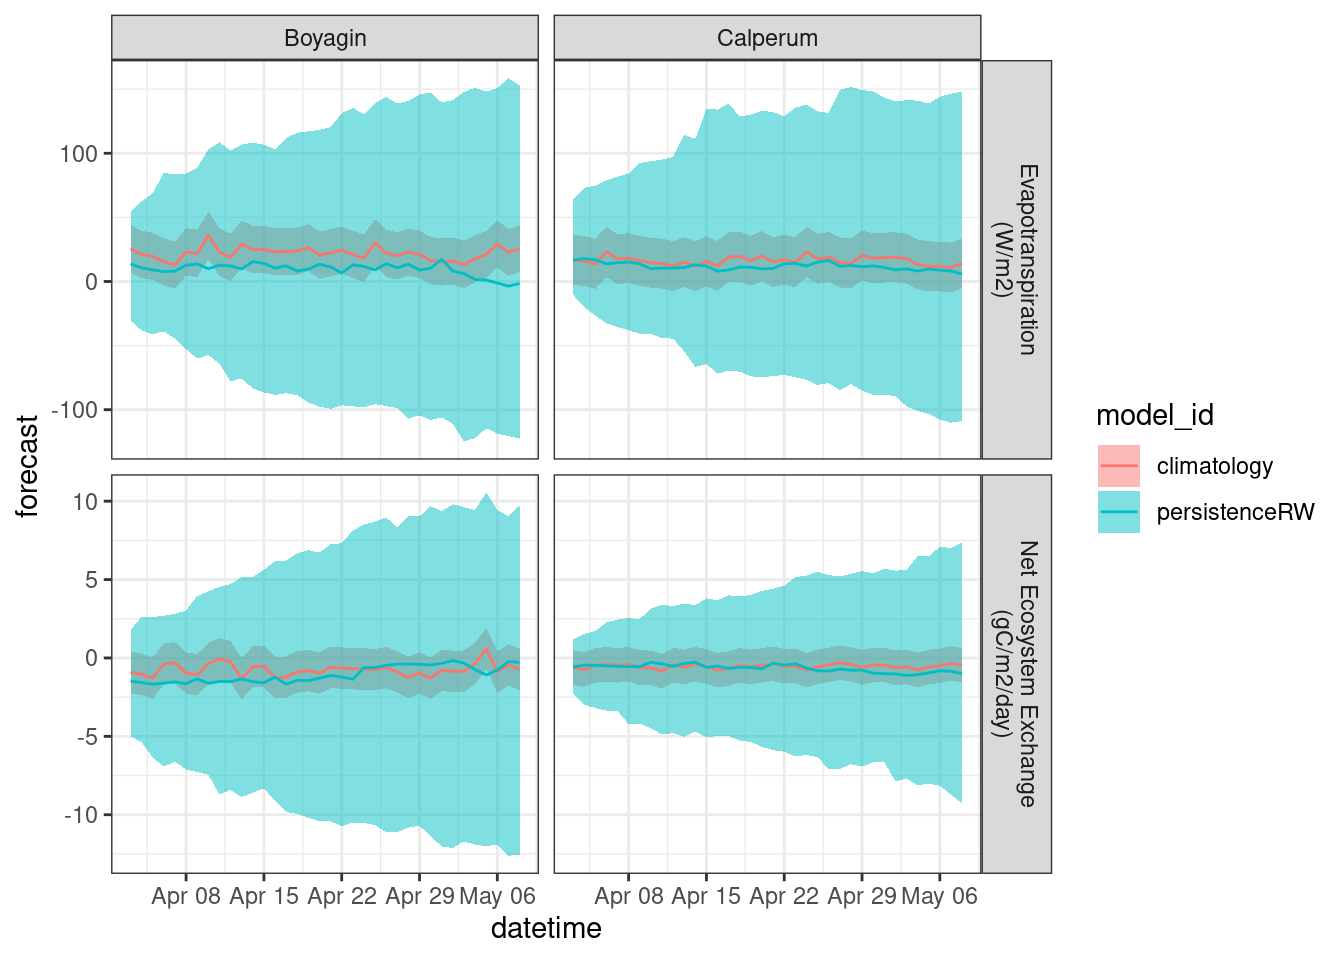 Boyagin
Calperum
100
0
-100
Evapotranspiration
(W/m2)
10
5
0
-5
-10
Net Ecosystem Exchange
(gC/m2/day)
forecast
Apr 08
Apr 15
Apr 22
Apr 29
May 06
Apr 08
Apr 15
Apr 22
Apr 29
May 06
datetime
model_id
climatology
persistenceRW